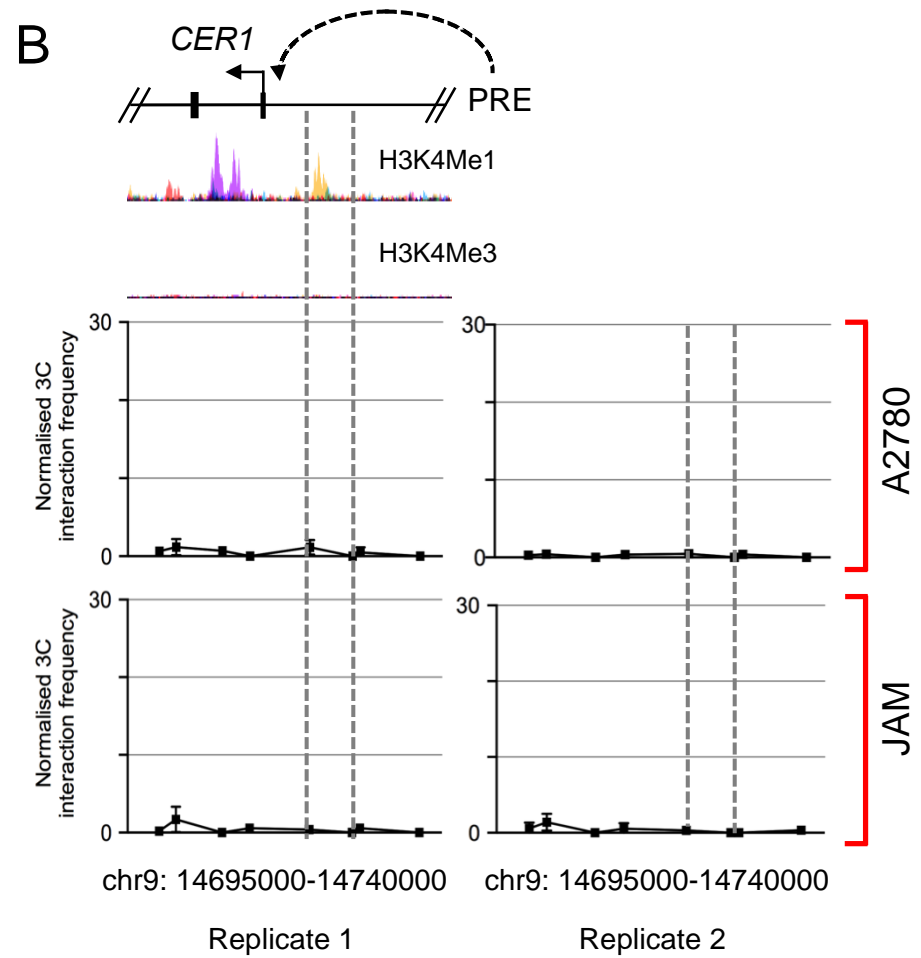 B
CER1
PRE
H3K4Me1
H3K4Me3
30
0
Normalised 3C
interaction frequency
30
0
A2780
30
0
Normalised 3C
interaction frequency
30
0
JAM
chr9: 14695000-14740000
chr9: 14695000-14740000
Replicate 1
Replicate 2